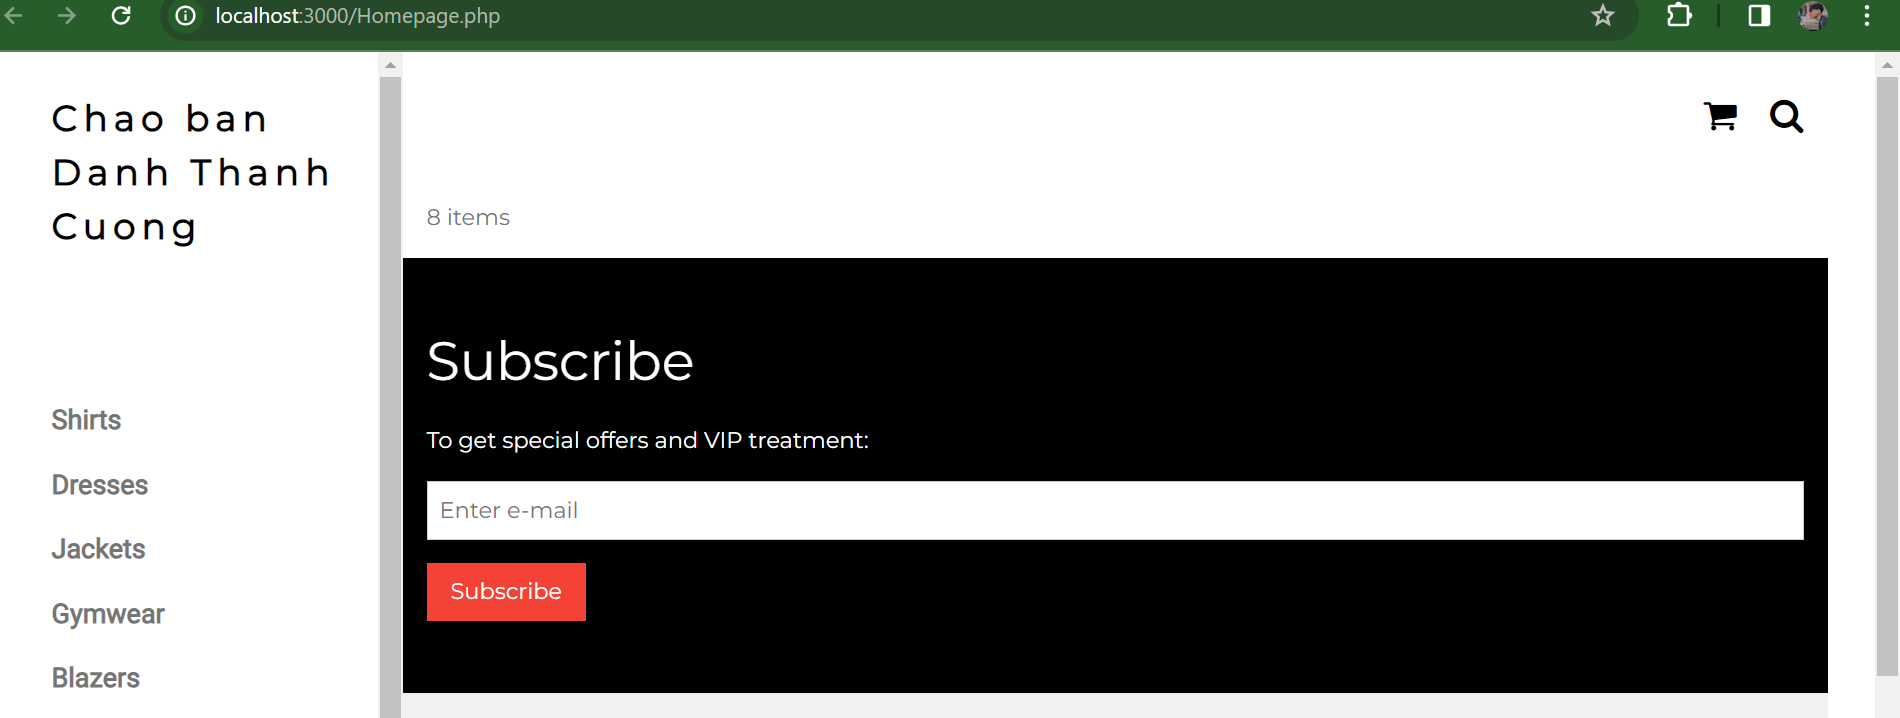 localhost:3000/Homepage.php
Chao ban
Danh Thanh
Cuong
Shirts
Dresses
Jackets
Gymwear
Blazers
8 items
Subscribe
To get special offers and VIP treatment:
Enter e-mail
Subscribe